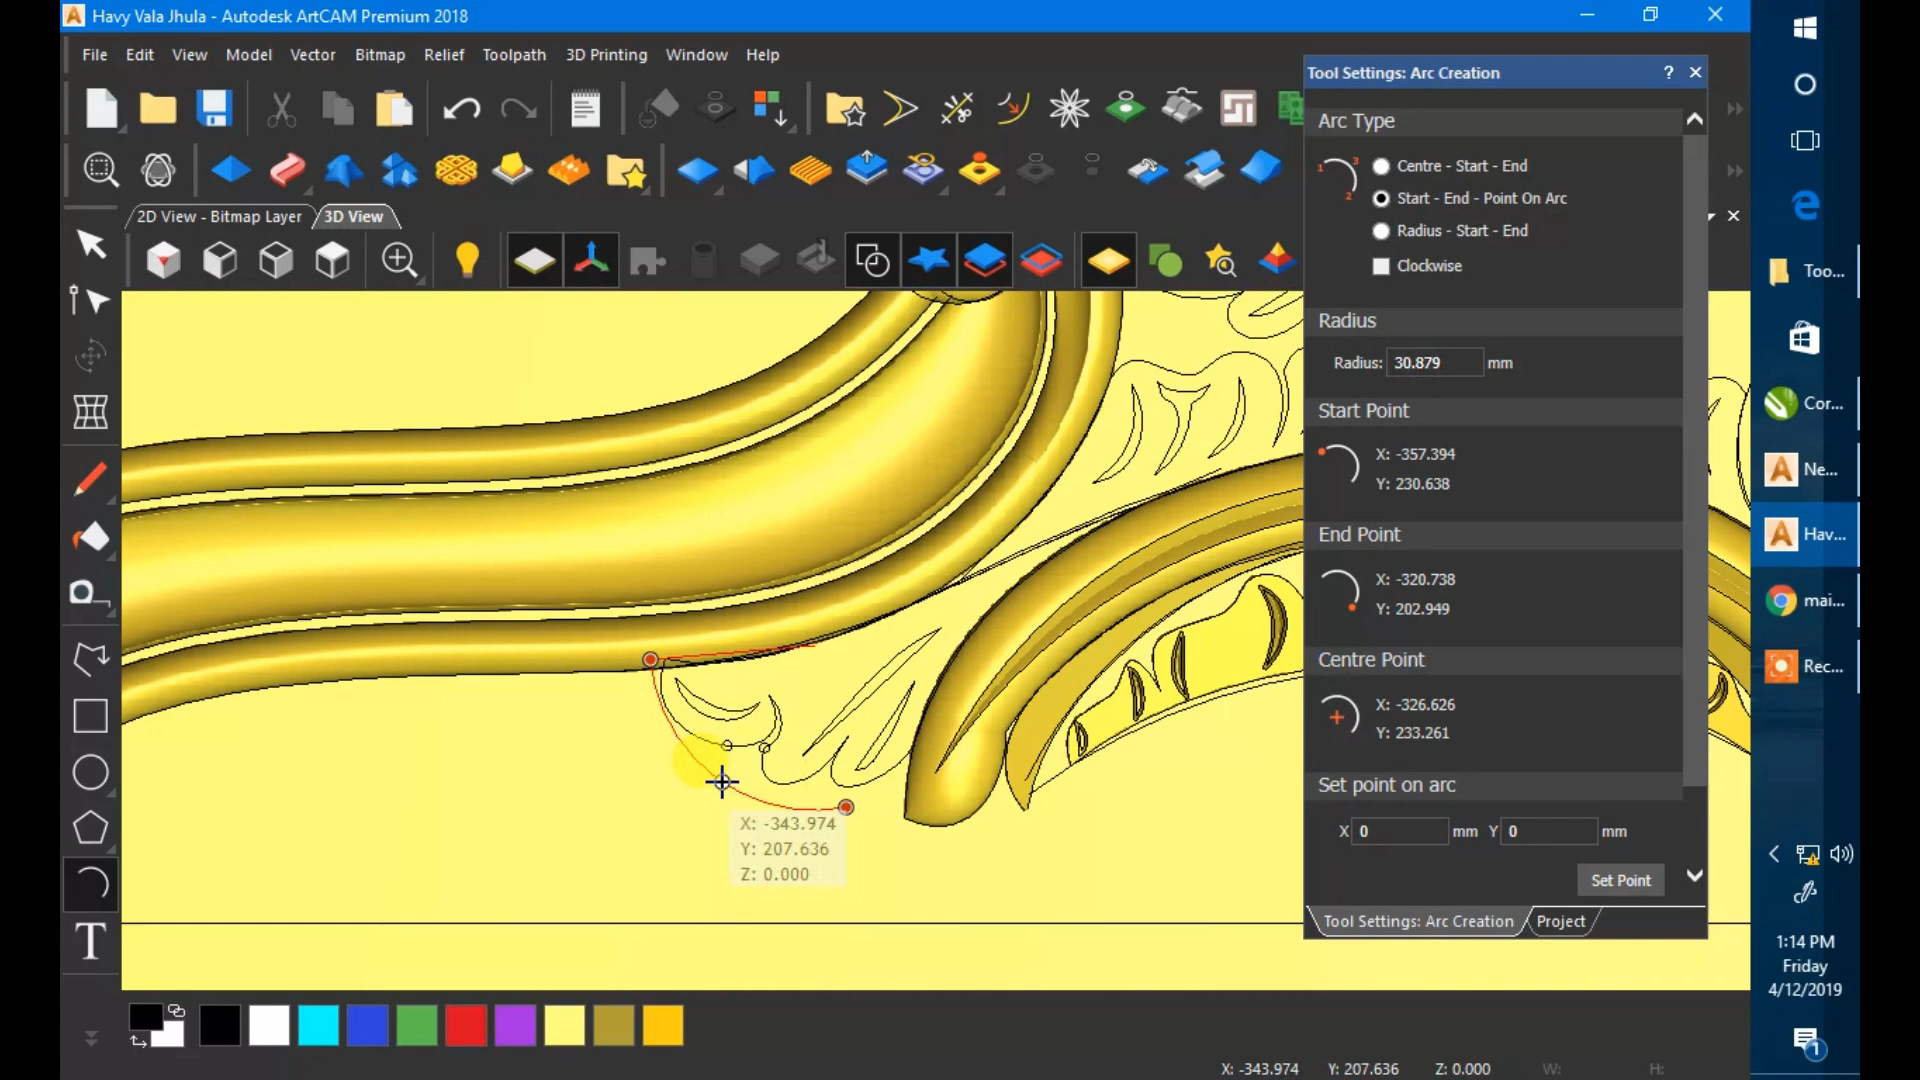 Havy Vala Jhula - Autodesk ArtCAM Premium 2018
File Edit View Model Vector Bitmap Relief Toolpath 3D Printing Window Help
Tool Settings: Arc Creation
Arc Type
1 3 2
Centre - Start - End
Start - End - Point On Arc
Radius - Start - End
Clockwise
2D View - Bitmap Layer 3D View
Radius
Radius: 30.879 mm
Start Point
X: -357.394
Y: 230.638
End Point
X: -320.738
Y: 202.949
Centre Point
X: -326.626
Y: 233.261
Set point on arc
X 0 mm Y 0 mm
Set Point
Tool Settings: Arc Creation Project
X: -343.974
Y: 207.636
Z: 0.000
T
X: -343.974 Y: 207.636 Z: 0.000 W: H:
Too...
Cor...
Ne...
Hav...
mai...
Rec...
1:14 PM
Friday
4/12/2019
1